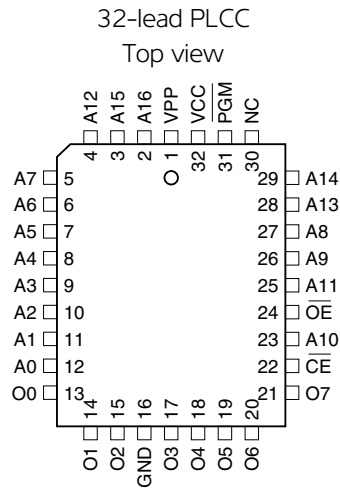 32-lead PLCC
Top view
A12 A15 A16 VPP VCC PGM NC
4 3 2 1 32 31 30
A7 5 29 A14
A6 6 28 A13
A5 7 27 A8
A4 8 26 A9
A3 9 25 A11
A2 10 24 OE
A1 11 23 A10
A0 12 22 CE
O0 13 21 O7
14 15 16 17 18 19 20
O1 O2 GND O3 O4 O5 O6